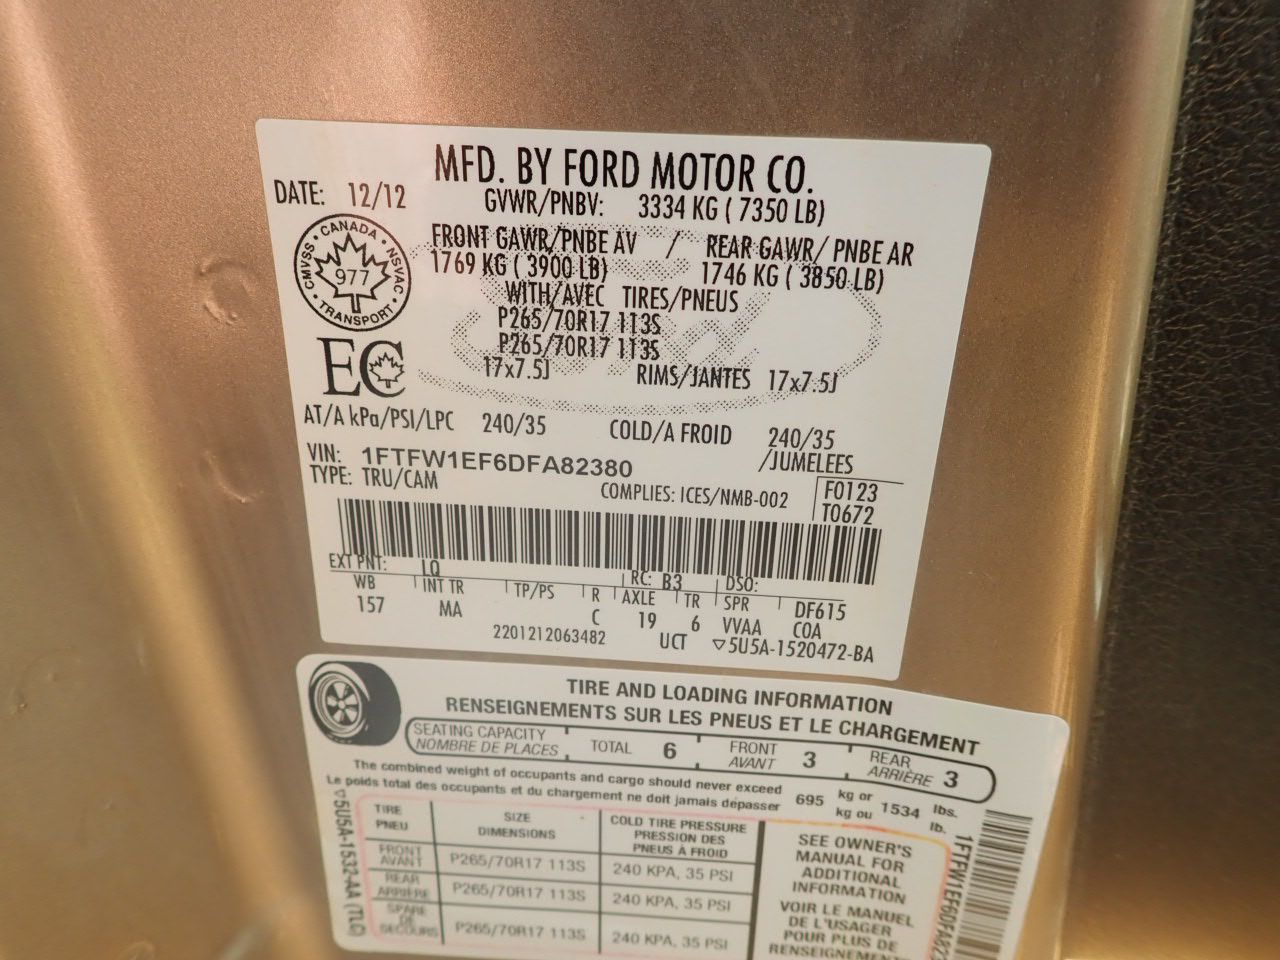 MFD. BY FORD MOTOR CO.
DATE: 12/12
GVWR/PNBV: 3334 KG ( 7350 LB)
FRONT GAWR/PNBE AV / REAR GAWR/ PNBE AR
1769 KG ( 3900 LB) 1746 KG ( 3850 LB)
WITH/AVEC TIRES/PNEUS
P265/70R17 113S
P265/70R17 113S
17x7.5J RIMS/JANTES 17x7.5J
CANADA
CMVSS NSVAC
977
TRANSPORT
EC
AT/A kPa/PSI/LPC 240/35 COLD/A FROID 240/35
VIN: 1FTFW1EF6DFA82380 /JUMELEES
TYPE: TRU/CAM
COMPLIES: ICES/NMB-002 F0123
T0672
EXT PNT: LQ RC: B3 DSO:
WB INT TR TP/PS R AXLE TR SPR DF615
157 MA C 19 6 VVAA COA
2201212063482 UCT ▽5U5A-1520472-BA
TIRE AND LOADING INFORMATION
RENSEIGNEMENTS SUR LES PNEUS ET LE CHARGEMENT
SEATING CAPACITY
NOMBRE DE PLACES
TOTAL 6
FRONT
AVANT 3
REAR
ARRIÈRE 3
The combined weight of occupants and cargo should never exceed 695 kg or 1534 lbs.
Le poids total des occupants et du chargement ne doit jamais dépasser kg ou lb.
▽5U5A-1532-AA (TLC)
TIRE
PNEU
SIZE
DIMENSIONS
COLD TIRE PRESSURE
PRESSION DES
PNEUS À FROID
FRONT
AVANT
P265/70R17 113S 240 KPA, 35 PSI
REAR
ARRIÈRE
P265/70R17 113S 240 KPA, 35 PSI
SPARE
DE
SECOURS
P265/70R17 113S 240 KPA, 35 PSI
SEE OWNER'S
MANUAL FOR
ADDITIONAL
INFORMATION
VOIR LE MANUEL
DE L'USAGER
POUR PLUS DE
RENSEIGNEMENTS
1FTFW1EF6DFA82